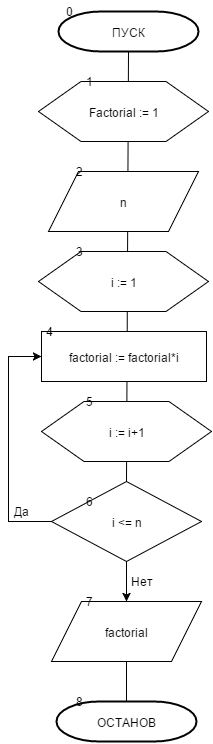 0
ПУСК
1
Factorial := 1
2
n
3
i := 1
4
factorial := factorial*i
5
i := i+1
6
i <= n
Да
Нет
7
factorial
8
ОСТАНОВ